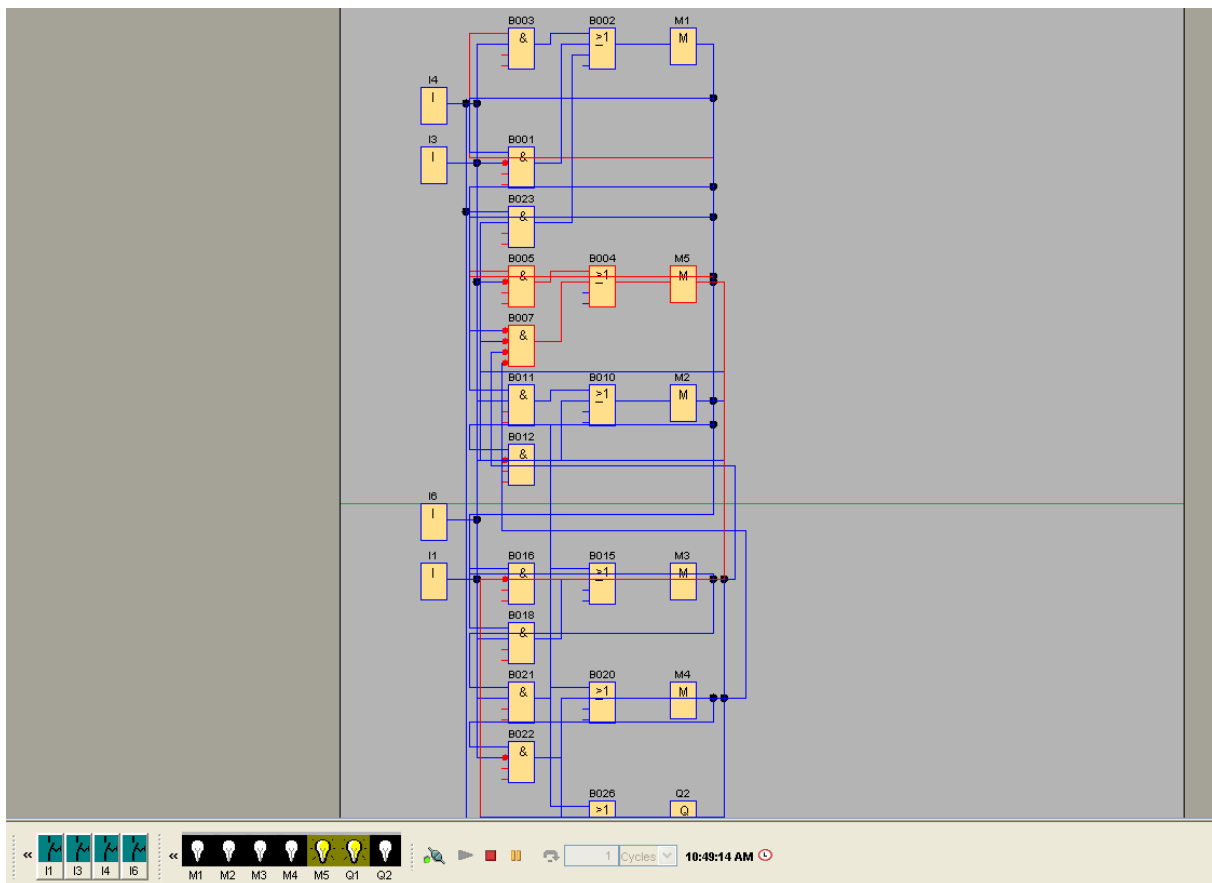 B003 B002 M1
& >1 M
I4
I
I3 B001
I &
B023
&
B005 B004 M5
& >1 M
B007
&
B011 B010 M2
& >1 M
B012
&
I6
I
I1 B016 B015 M3
I & >1 M
B018
&
B021 B020 M4
& >1 M
B022
&
B026 Q2
>1 Q
« I1 I3 I4 I6 « M1 M2 M3 M4 M5 Q1 Q2 1 Cycles 10:49:14 AM